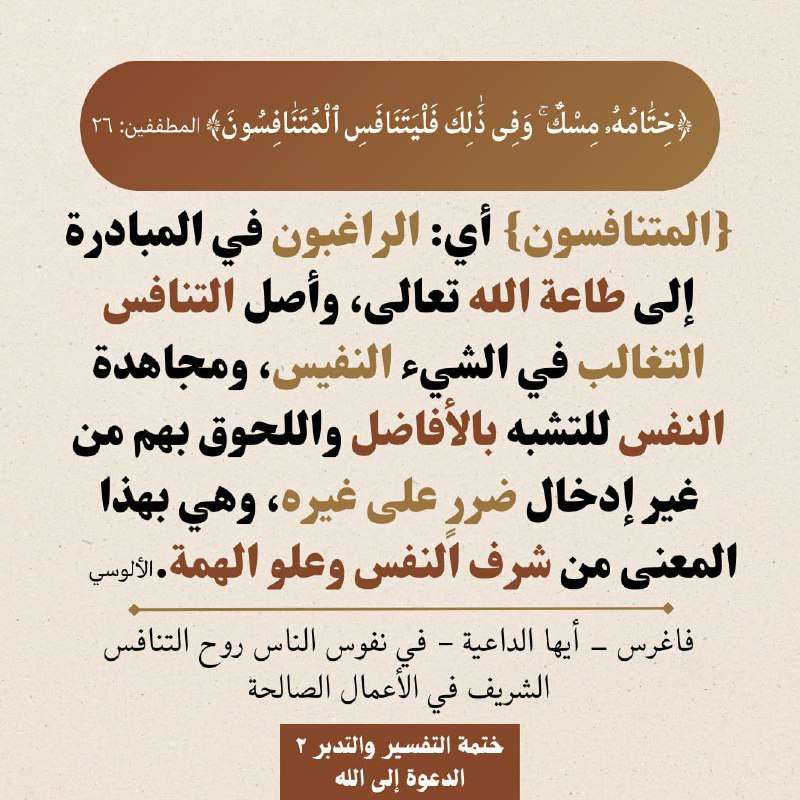 ﴿خِتَٰمُهُۥ مِسْكٌ ۚ وَفِى ذَٰلِكَ فَلْيَتَنَافَسِ ٱلْمُتَنَٰفِسُونَ﴾ المطففين: ٢٦
{المتنافسون} أي: الراغبون في المبادرة
إلى طاعة الله تعالى، وأصل التنافس
التغالب في الشيء النفيس، ومجاهدة
النفس للتشبه بالأفاضل واللحوق بهم من
غير إدخال ضررٍ على غيره، وهي بهذا
المعنى من شرف النفس وعلو الهمة. الألوسي
فاغرس – أيها الداعية – في نفوس الناس روح التنافس
الشريف في الأعمال الصالحة
ختمة التفسير والتدبر ٢
الدعوة إلى الله